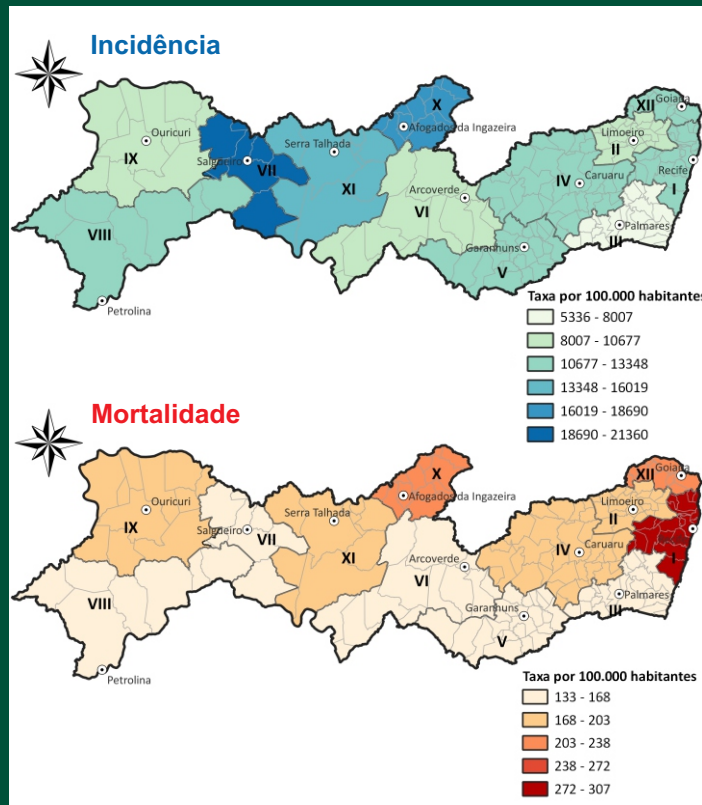 Incidência
X
XII
Goiana
Ouricuri
Afogados da Ingazeira
Limoeiro
Serra Talhada
II
IX
Salgueiro
VII
Recife
XI
IV
Caruaru
I
Arcoverde
VI
VIII
Palmares
Garanhuns
III
V
Petrolina
Taxa por 100.000 habitantes
5336 - 8007
8007 - 10677
10677 - 13348
13348 - 16019
16019 - 18690
18690 - 21360
Mortalidade
X
XII
Goiana
Ouricuri
Afogados da Ingazeira
Limoeiro
Serra Talhada
II
IX
Salgueiro
VII
XI
IV
Caruaru
I
Arcoverde
VI
VIII
Palmares
Garanhuns
III
V
Petrolina
Taxa por 100.000 habitantes
133 - 168
168 - 203
203 - 238
238 - 272
272 - 307